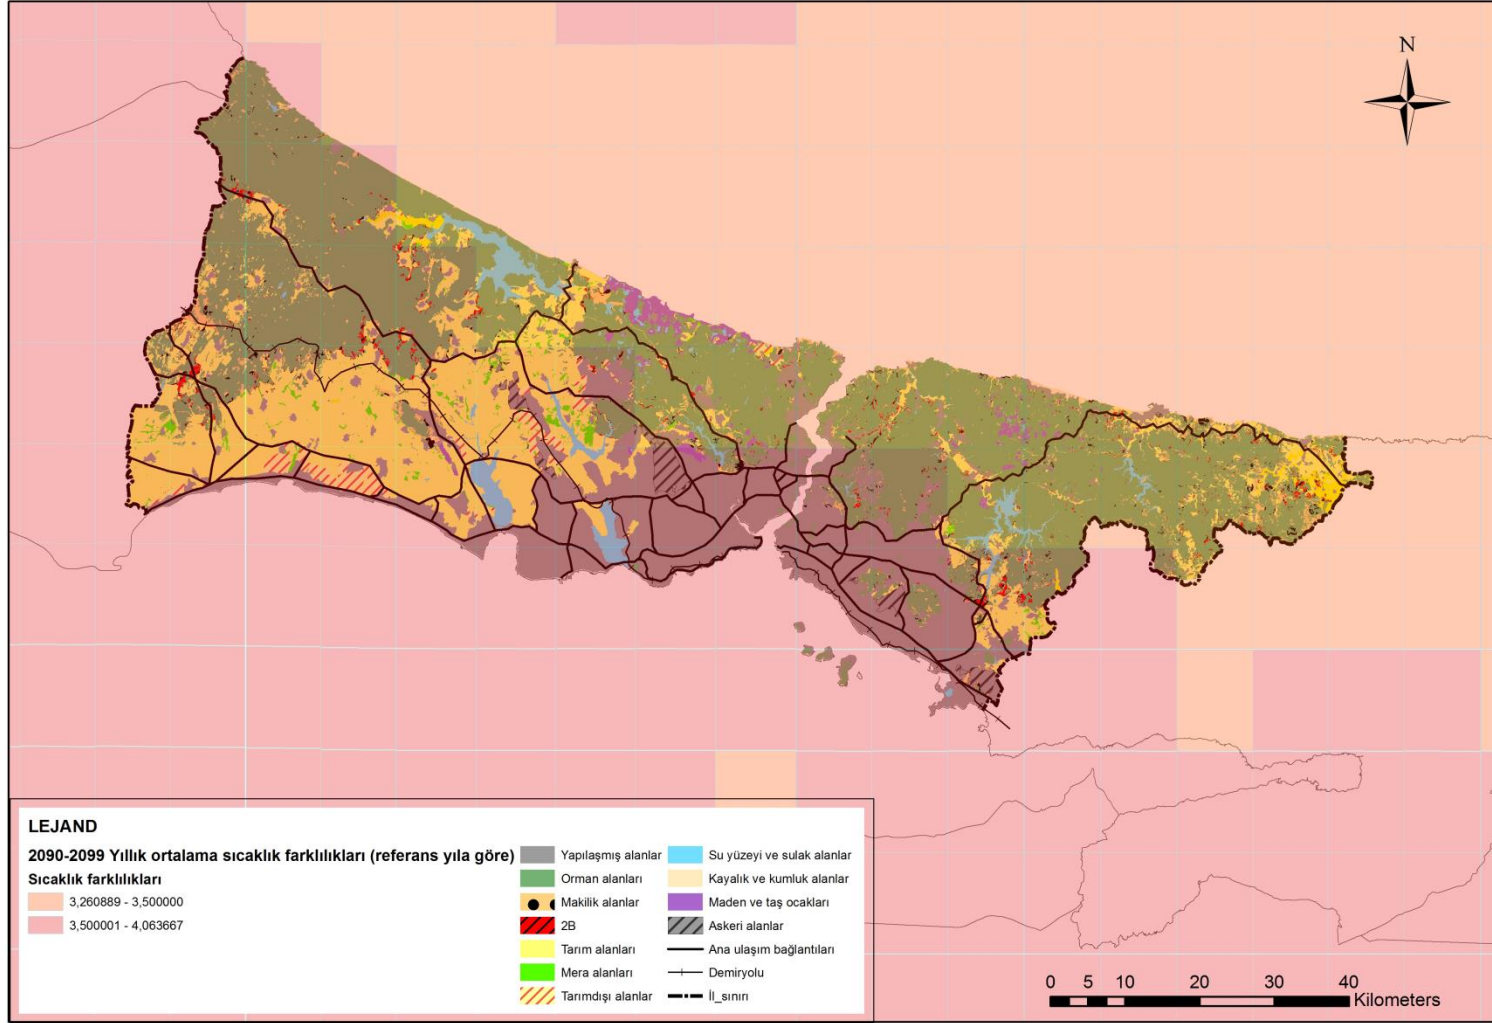 N
LEJAND
2090-2099 Yıllık ortalama sıcaklık farklılıkları (referans yıla göre)
Sıcaklık farklılıkları
3,260889 - 3,500000
3,500001 - 4,063667
Yapılaşmış alanlar
Orman alanları
Makilik alanlar
2B
Tarım alanları
Mera alanları
Tarımdışı alanlar
Su yüzeyi ve sulak alanlar
Kayalık ve kumluk alanlar
Maden ve taş ocakları
Askeri alanlar
Ana ulaşım bağlantıları
Demiryolu
İl_sınırı
0 5 10 20 30 40
Kilometers